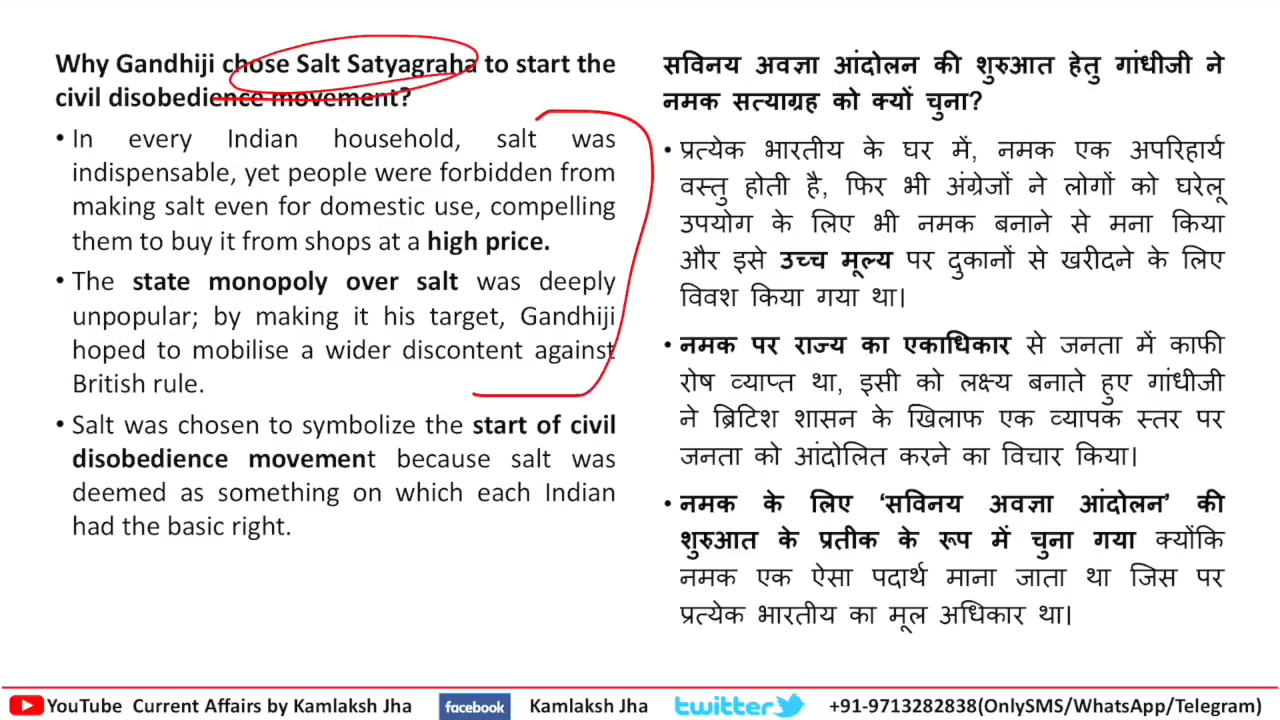 Why Gandhiji chose Salt Satyagraha to start the
civil disobedience movement?
• In every Indian household, salt was
indispensable, yet people were forbidden from
making salt even for domestic use, compelling
them to buy it from shops at a high price.
• The state monopoly over salt was deeply
unpopular; by making it his target, Gandhiji
hoped to mobilise a wider discontent against
British rule.
• Salt was chosen to symbolize the start of civil
disobedience movement because salt was
deemed as something on which each Indian
had the basic right.
सविनय अवज्ञा आंदोलन की शुरुआत हेतु गांधीजी ने
नमक सत्याग्रह को क्यों चुना?
• प्रत्येक भारतीय के घर में, नमक एक अपरिहार्य
वस्तु होती है, फिर भी अंग्रेजों ने लोगों को घरेलू
उपयोग के लिए भी नमक बनाने से मना किया
और इसे उच्च मूल्य पर दुकानों से खरीदने के लिए
विवश किया गया था।
• नमक पर राज्य का एकाधिकार से जनता में काफी
रोष व्याप्त था, इसी को लक्ष्य बनाते हुए गांधीजी
ने ब्रिटिश शासन के खिलाफ एक व्यापक स्तर पर
जनता को आंदोलित करने का विचार किया।
• नमक के लिए ‘सविनय अवज्ञा आंदोलन’ की
शुरुआत के प्रतीक के रूप में चुना गया क्योंकि
नमक एक ऐसा पदार्थ माना जाता था जिस पर
प्रत्येक भारतीय का मूल अधिकार था।
YouTube Current Affairs by Kamlaksh Jha facebook Kamlaksh Jha twitter +91-9713282838(OnlySMS/WhatsApp/Telegram)